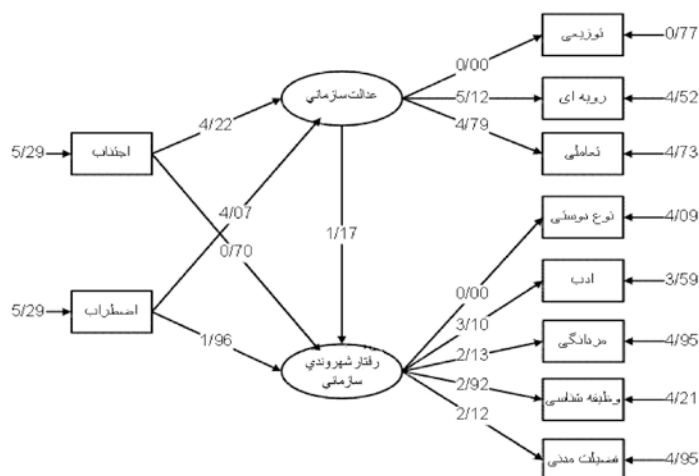 توزیعی
0/77
0/00
عدالت سازماني
5/12
رویه ای
4/52
4/22
4/79
تعاملی
4/73
5/29
اجتناب
4/07
نوع دوستی
4/09
0/70
1/17
0/00
ادب
3/59
5/29
اضطراب
3/10
1/96
مردانگی
4/95
2/13
رفتار شهروندي
سازماني
2/92
وظیفه شناسی
4/21
2/12
فضیلت مدنی
4/95